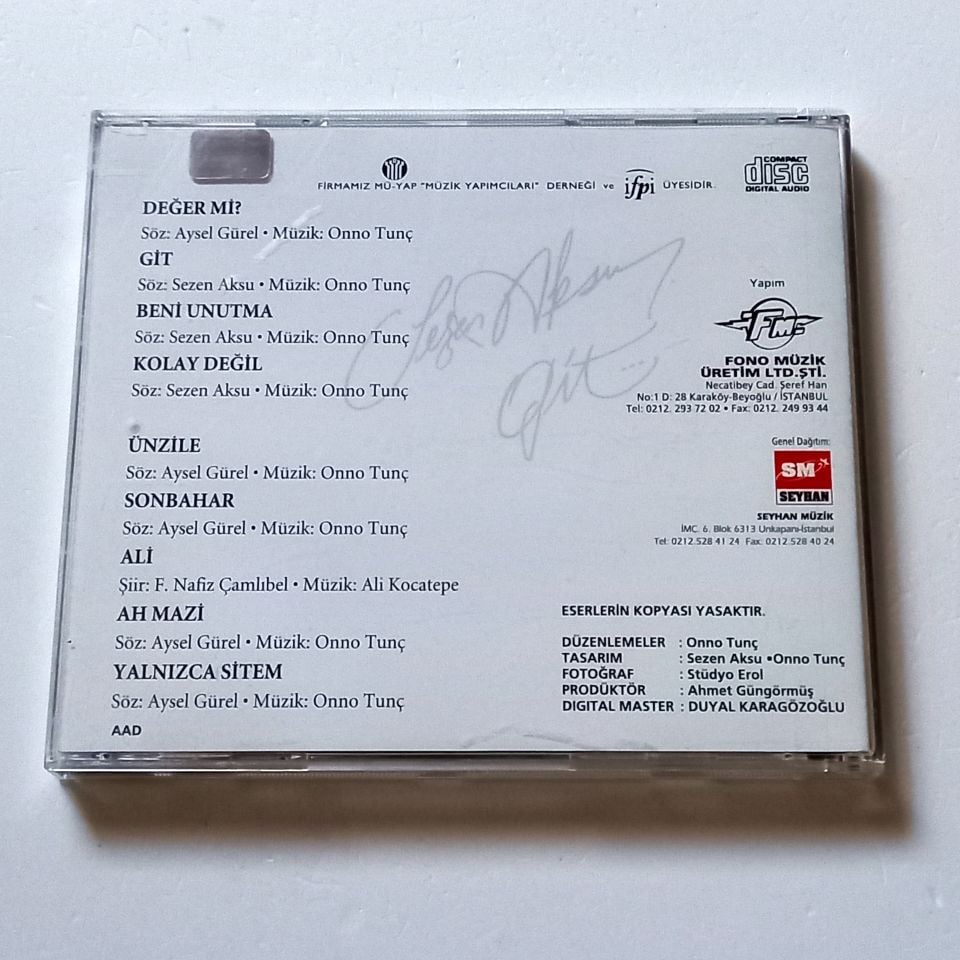 FİRMAMIZ MÜ-YAP "MÜZİK YAPIMCILARI" DERNEĞİ ve ifpi ÜYESİDİR.
COMPACT
disc
DIGITAL AUDIO
DEĞER Mİ?
Söz: Aysel Gürel • Müzik: Onno Tunç
GİT
Söz: Sezen Aksu • Müzik: Onno Tunç
BENİ UNUTMA
Söz: Sezen Aksu • Müzik: Onno Tunç
KOLAY DEĞİL
Söz: Sezen Aksu • Müzik: Onno Tunç
ÜNZİLE
Söz: Aysel Gürel • Müzik: Onno Tunç
SONBAHAR
Söz: Aysel Gürel • Müzik: Onno Tunç
ALİ
Şiir: F. Nafiz Çamlıbel • Müzik: Ali Kocatepe
AH MAZİ
Söz: Aysel Gürel • Müzik: Onno Tunç
YALNIZCA SİTEM
Söz: Aysel Gürel • Müzik: Onno Tunç
AAD
Sezen Aksu
Git...
Yapım
FMS
FONO MÜZİK
ÜRETİM LTD.ŞTİ.
Necatibey Cad. Şeref Han
No:1 D: 28 Karaköy-Beyoğlu / İSTANBUL
Tel: 0212. 293 72 02 • Fax: 0212. 249 93 44
Genel Dağıtım:
SM
SEYHAN
SEYHAN MÜZİK
İMC. 6. Blok 6313 Unkapanı-İstanbul
Tel: 0212.528 41 24 Fax: 0212.528 40 24
ESERLERİN KOPYASI YASAKTIR.
DÜZENLEMELER : Onno Tunç
TASARIM : Sezen Aksu •Onno Tunç
FOTOĞRAF : Stüdyo Erol
PRODÜKTÖR : Ahmet Güngörmüş
DIGITAL MASTER : DUYAL KARAGÖZOĞLU